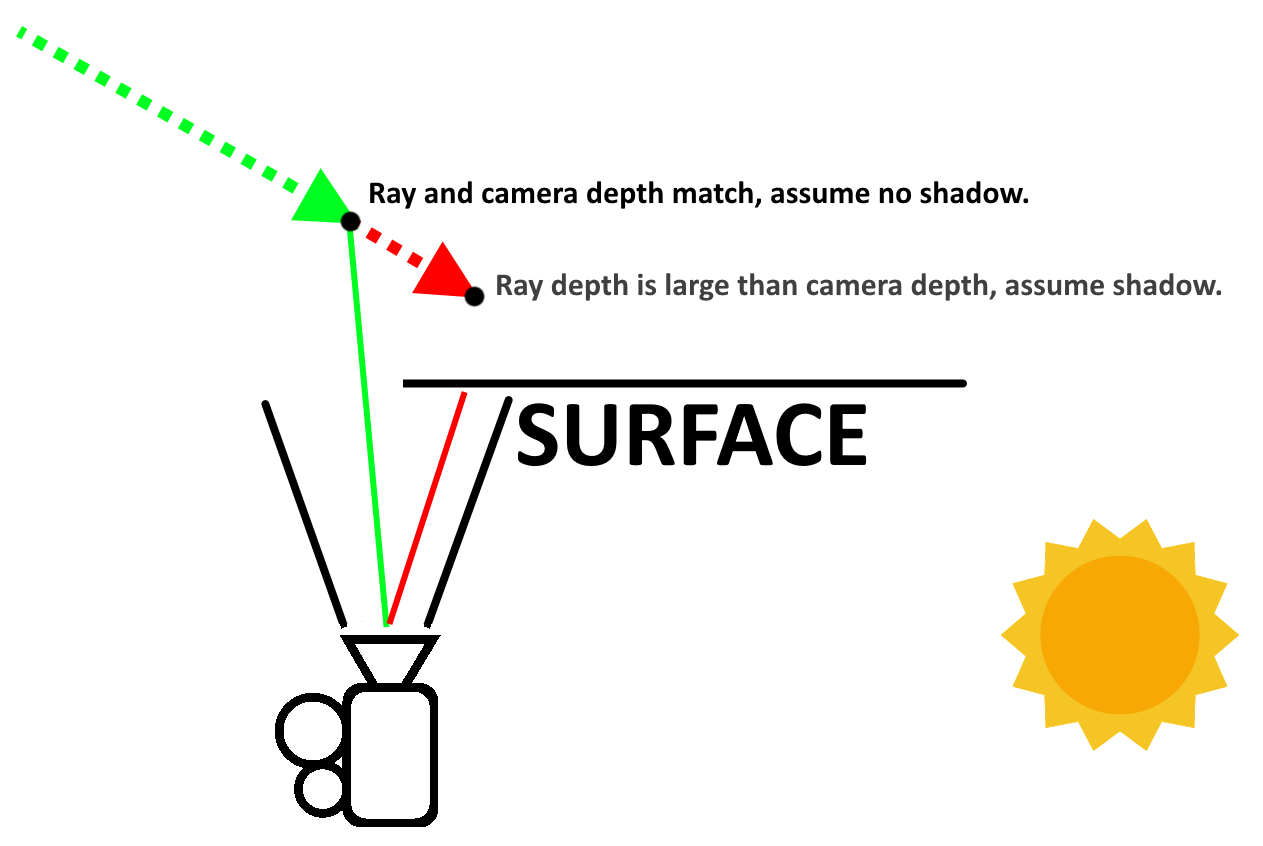 Ray and camera depth match, assume no shadow.
Ray depth is large than camera depth, assume shadow.
SURFACE